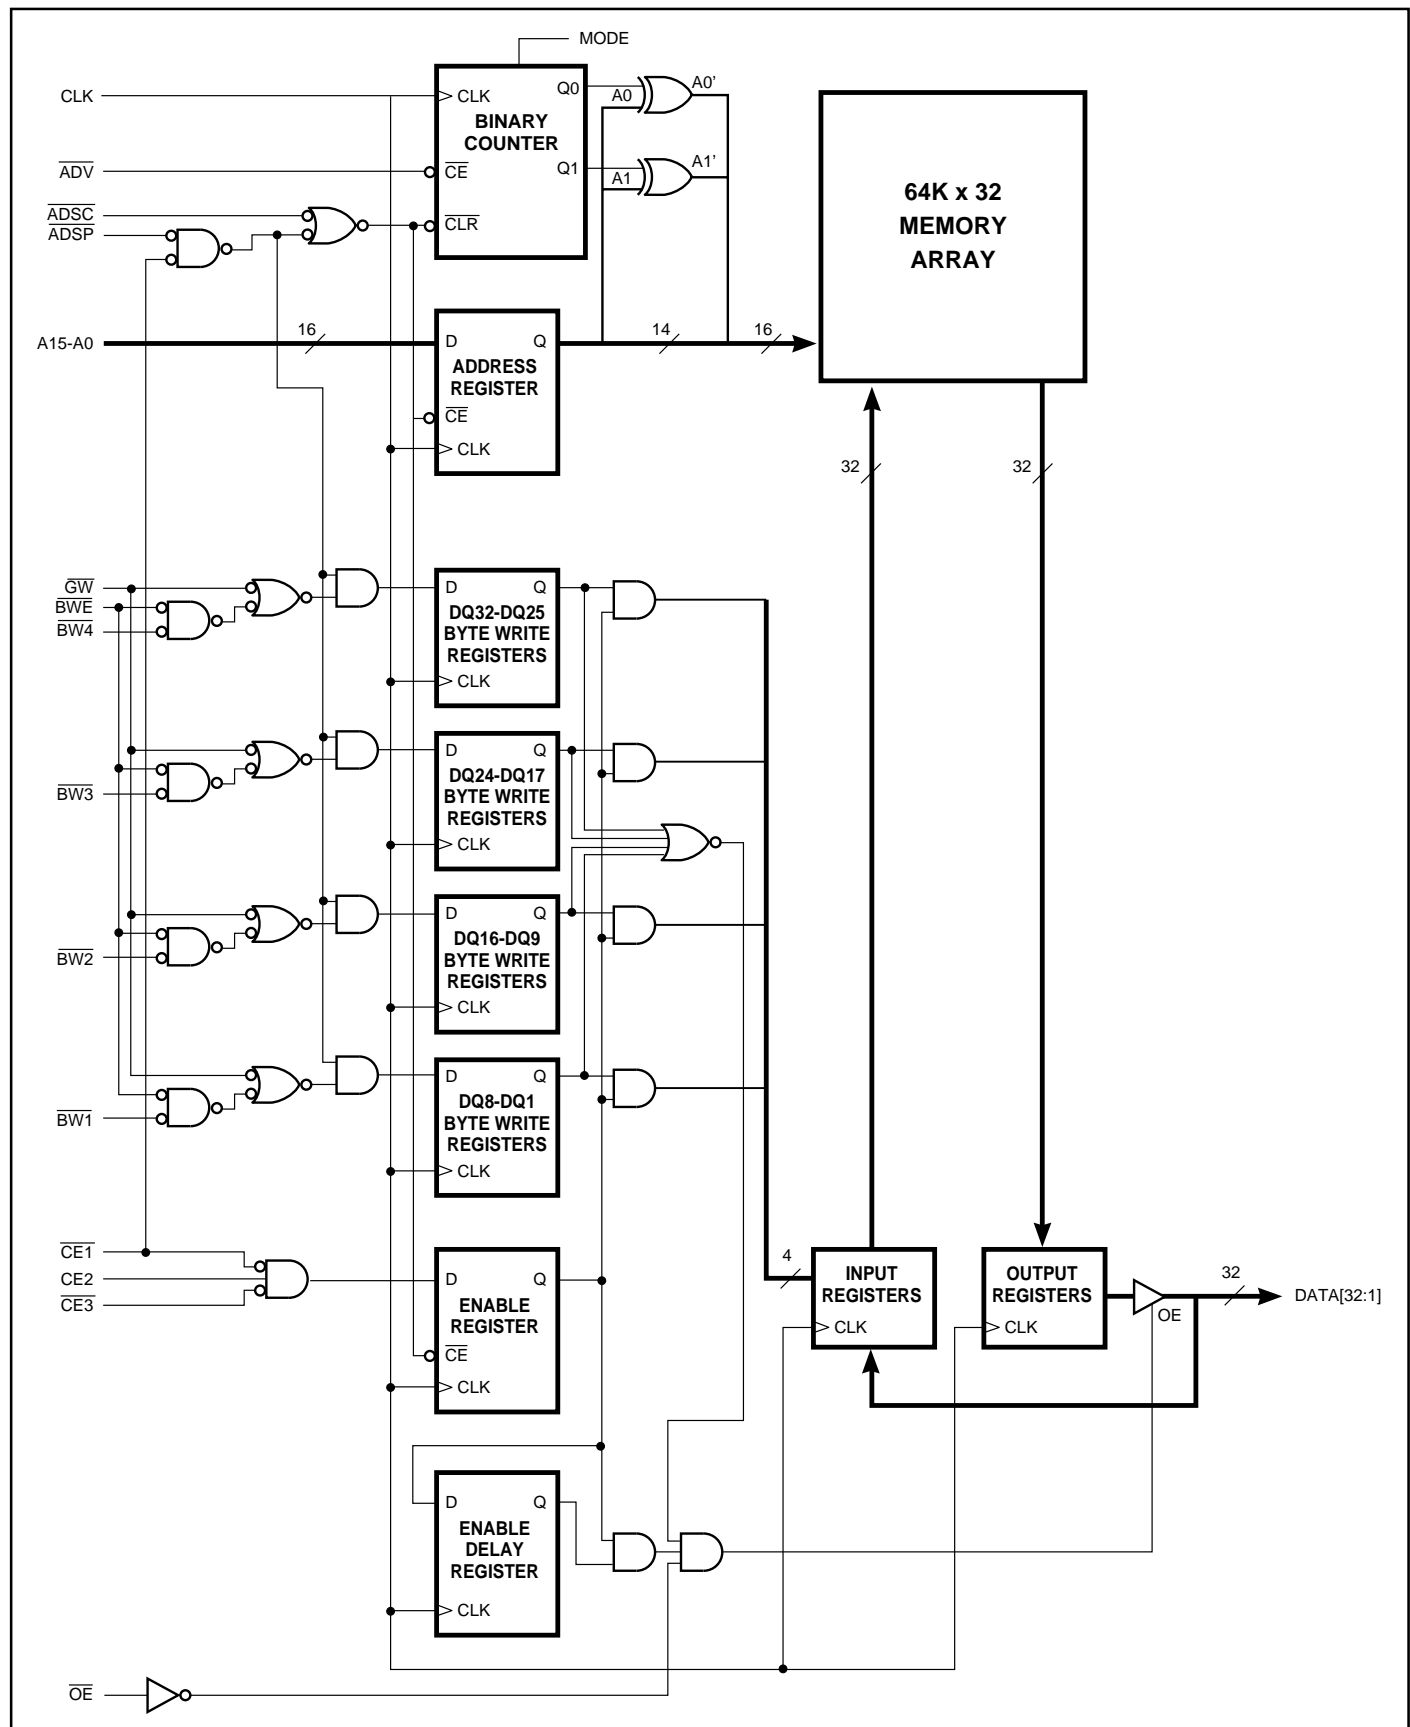 MODE
CLK
CLK
Q0
A0
A0'
BINARY
COUNTER
ADV
CE
Q1
A1
A1'
ADSC
ADSP
CLR
64K x 32
MEMORY
ARRAY
A15-A0
16
D
Q
14
16
ADDRESS
REGISTER
CE
CLK
32
32
GW
BWE
BW4
D
Q
DQ32-DQ25
BYTE WRITE
REGISTERS
CLK
BW3
D
Q
DQ24-DQ17
BYTE WRITE
REGISTERS
CLK
BW2
D
Q
DQ16-DQ9
BYTE WRITE
REGISTERS
CLK
BW1
D
Q
DQ8-DQ1
BYTE WRITE
REGISTERS
CLK
CE1
CE2
CE3
D
Q
ENABLE
REGISTER
CE
CLK
4
INPUT
REGISTERS
CLK
OUTPUT
REGISTERS
CLK
OE
32
DATA[32:1]
D
Q
ENABLE
DELAY
REGISTER
CLK
OE